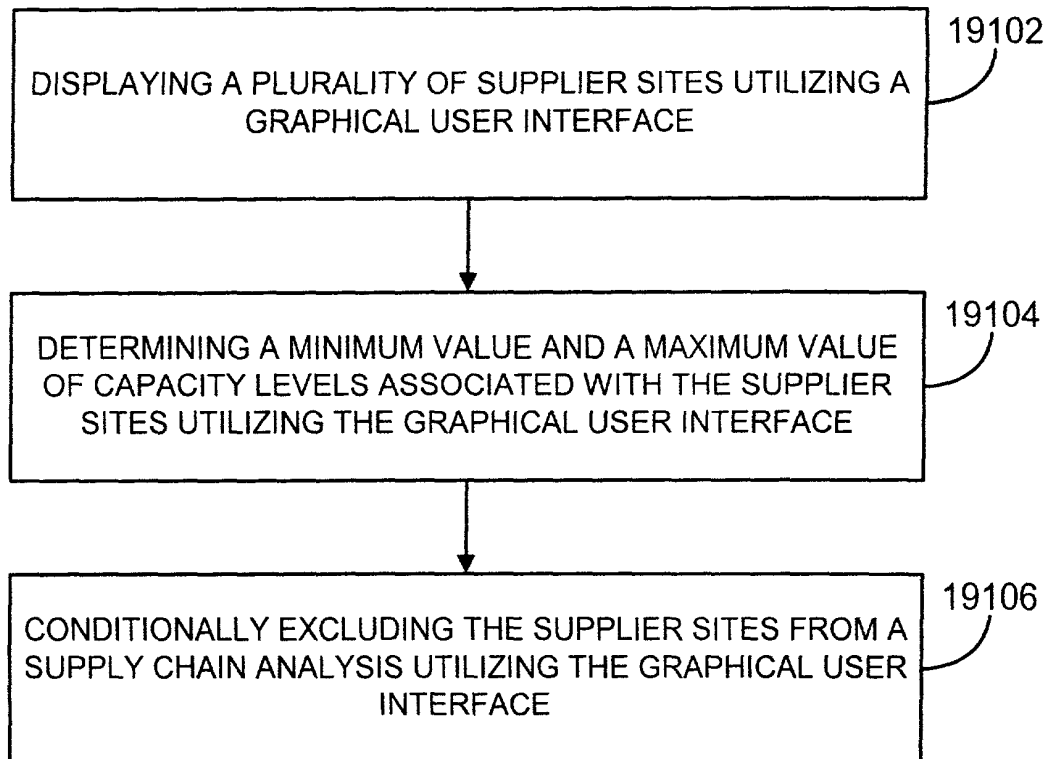 19102
DISPLAYING A PLURALITY OF SUPPLIER SITES UTILIZING A
GRAPHICAL USER INTERFACE
19104
DETERMINING A MINIMUM VALUE AND A MAXIMUM VALUE
OF CAPACITY LEVELS ASSOCIATED WITH THE SUPPLIER
SITES UTILIZING THE GRAPHICAL USER INTERFACE
19106
CONDITIONALLY EXCLUDING THE SUPPLIER SITES FROM A
SUPPLY CHAIN ANALYSIS UTILIZING THE GRAPHICAL USER
INTERFACE